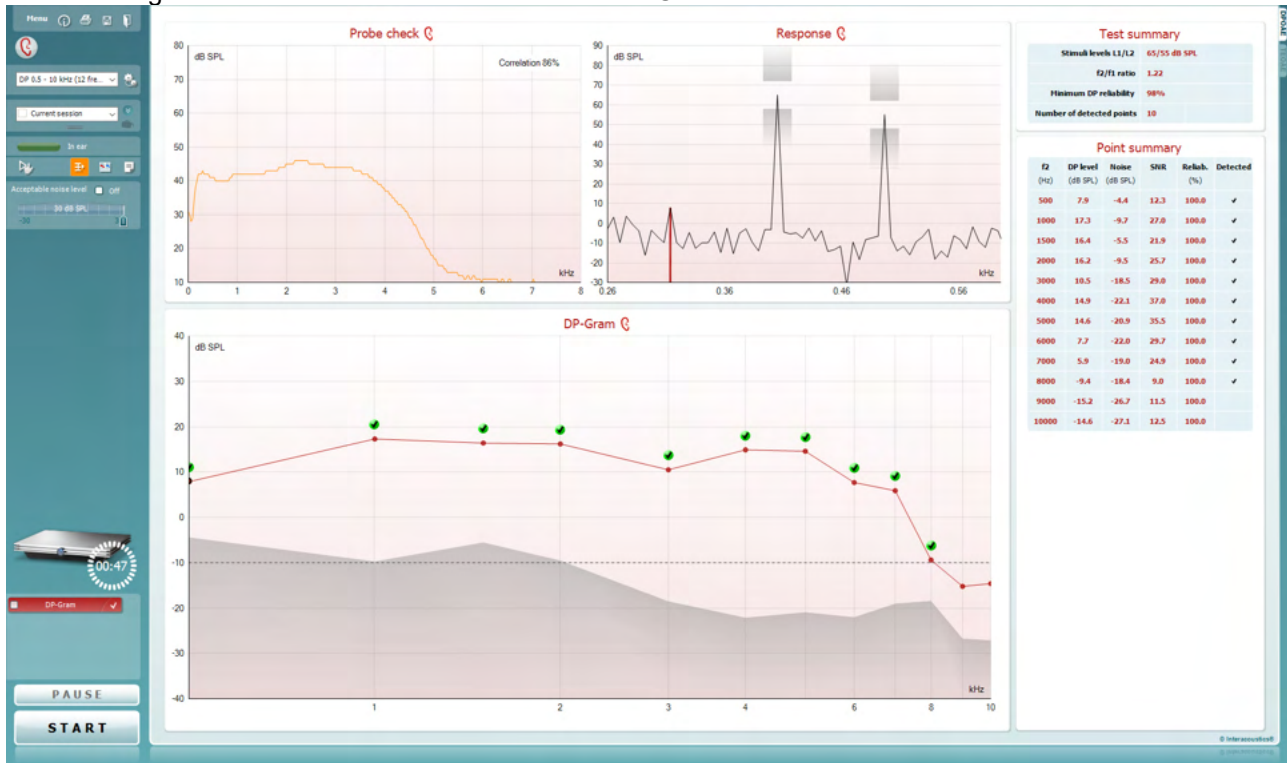 Menu
DP 0.5 - 10 kHz (12 fre...
Current session
In ear
Acceptable noise level Off
30 dB SPL
-30
00:47
DP-Gram
PAUSE
START
Probe check
dB SPL
Correlation 86%
80
70
60
50
40
30
20
10
0 1 2 3 4 5 6 7 8
kHz
Response
dB SPL
90
80
70
60
50
40
30
20
10
0
-10
-20
-30
0.26 0.36 0.46 0.56
kHz
DP-Gram
dB SPL
40
30
20
10
0
-10
-20
-30
-40
1 2 3 4 6 8 10
kHz
Test summary
Stimuli levels L1/L2 65/55 dB SPL
f2/f1 ratio 1.22
Minimum DP reliability 98%
Number of detected points 10
Point summary
f2 DP level Noise SNR Reliab. Detected
(Hz) (dB SPL) (dB SPL) (%)
500 7.9 -4.4 12.3 100.0 ✓
1000 17.3 -9.7 27.0 100.0 ✓
1500 16.4 -5.5 21.9 100.0 ✓
2000 16.2 -9.5 25.7 100.0 ✓
3000 10.5 -18.5 29.0 100.0 ✓
4000 14.9 -22.1 37.0 100.0 ✓
5000 14.6 -20.9 35.5 100.0 ✓
6000 7.7 -22.0 29.7 100.0 ✓
7000 5.9 -19.0 24.9 100.0 ✓
8000 -9.4 -18.4 9.0 100.0 ✓
9000 -15.2 -26.7 11.5 100.0
10000 -14.6 -27.1 12.5 100.0
DPOAE
© Interacoustics®